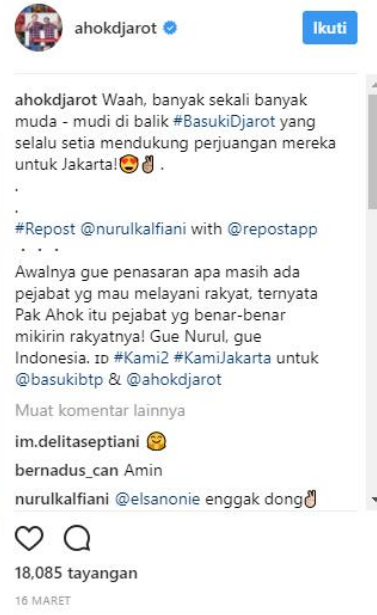 ahokdjarot
Ikuti
ahokdjarot Waah, banyak sekali banyak
muda - mudi di balik #BasukiDjarot yang
selalu setia mendukung perjuangan mereka
untuk Jakarta!😍✌🏼 .
.
.
#Repost @nurulkalfiani with @repostapp
・・・
Awalnya gue penasaran apa masih ada
pejabat yg mau melayani rakyat, ternyata
Pak Ahok itu pejabat yg benar-benar
mikirin rakyatnya! Gue Nurul, gue
Indonesia. 🇮🇩 #Kami2 #KamiJakarta untuk
@basukibtp & @ahokdjarot
Muat komentar lainnya
im.delitaseptiani 🤗
bernadus_can Amin
nurulkalfiani @elsanonie enggak dong✌🏻
18,085 tayangan
16 MARET